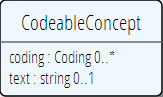 CodeableConcept
coding : Coding 0..*
text : string 0..1